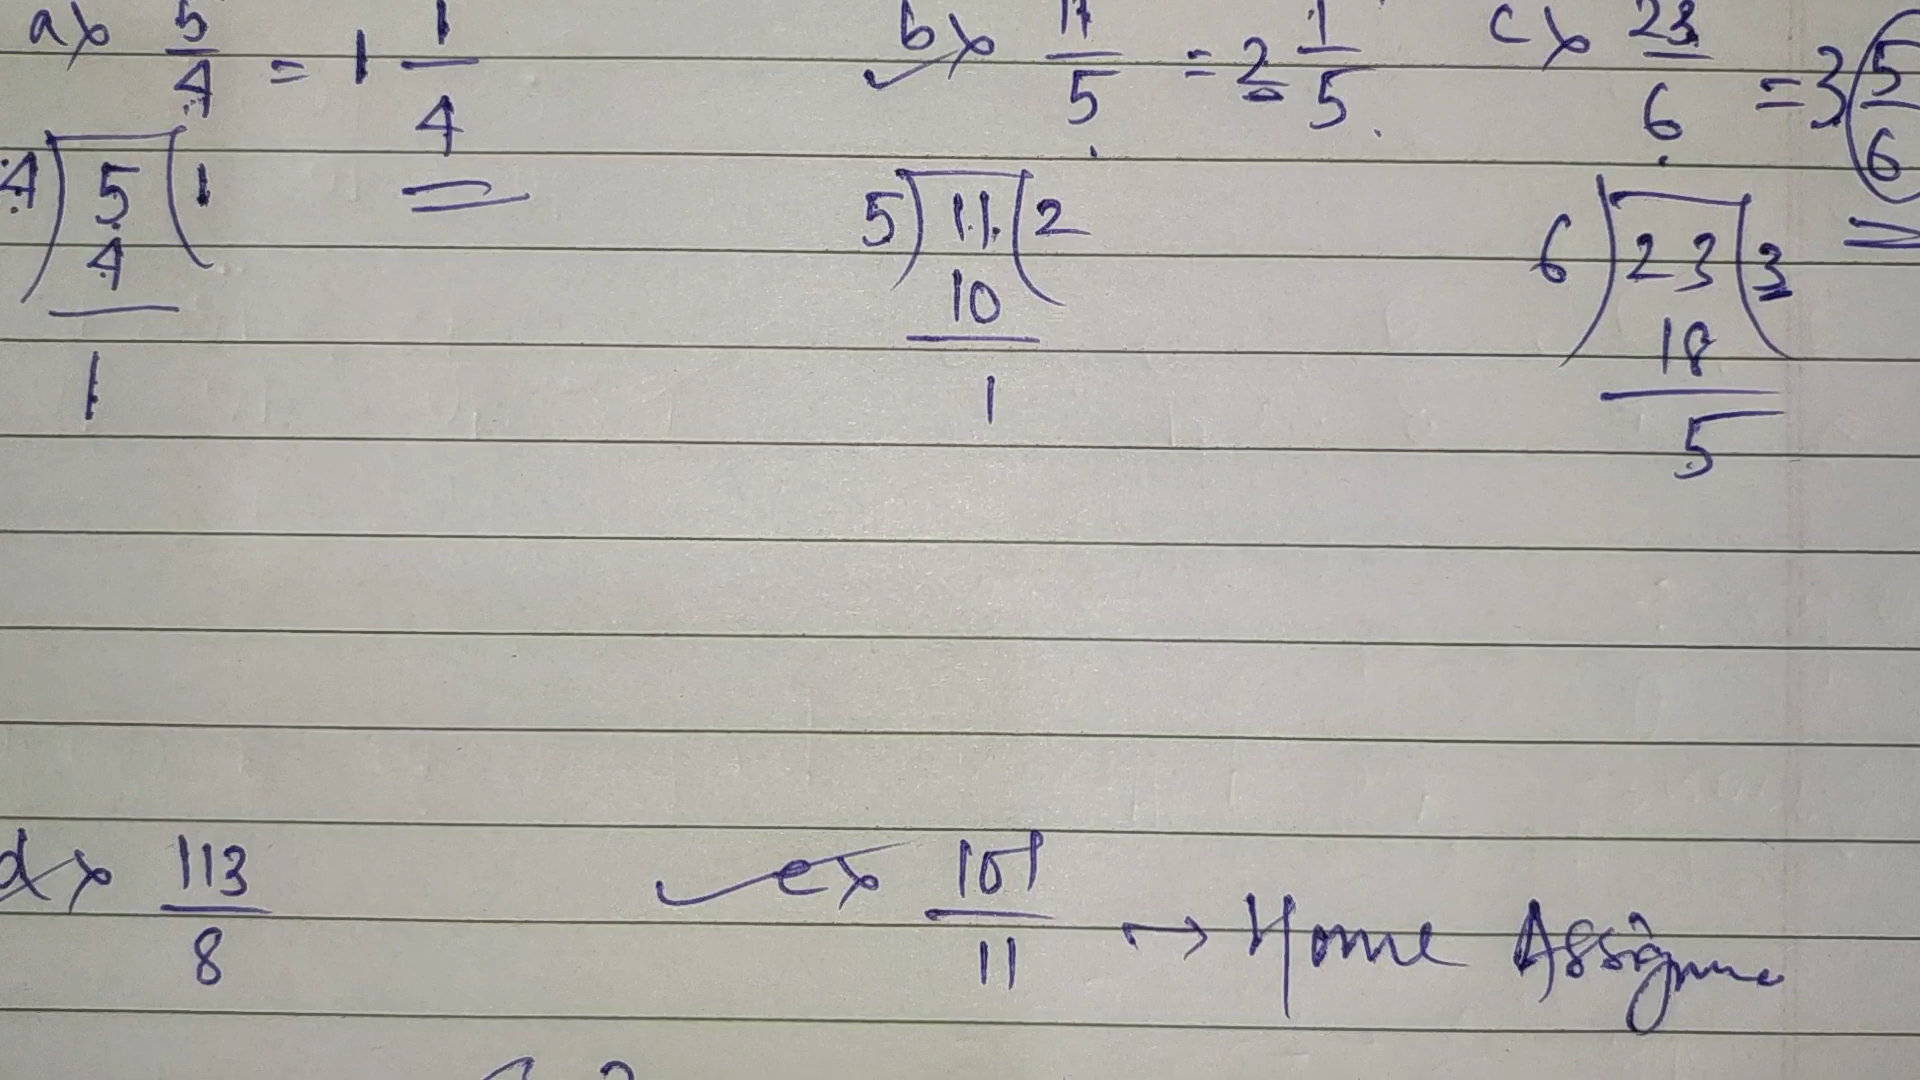 a) 5/4 = 1 1/4
b) 11/5 = 2 1/5.
c) 23/6 = 3 5/6
4) 5 (1
4
1
5) 11 (2
10
1
6) 23 (3
18
5
d) 113/8
e) 101/11 → Home Assignme